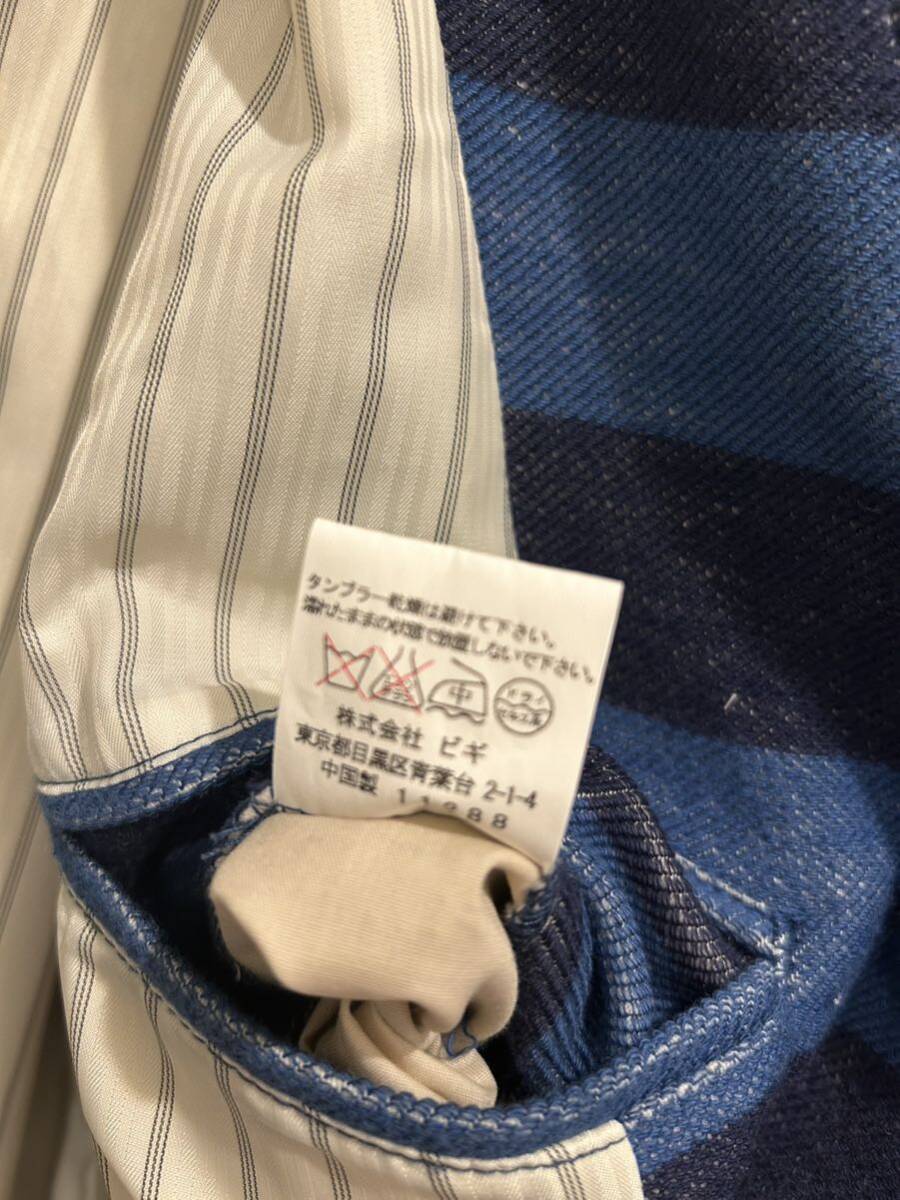 タンブラー乾燥は避けて下さい。
濡れたままの状態で放置しないで下さい。
中 ドライ
株式会社 ビギ
東京都目黒区青葉台 2-1-4
中国製 11288